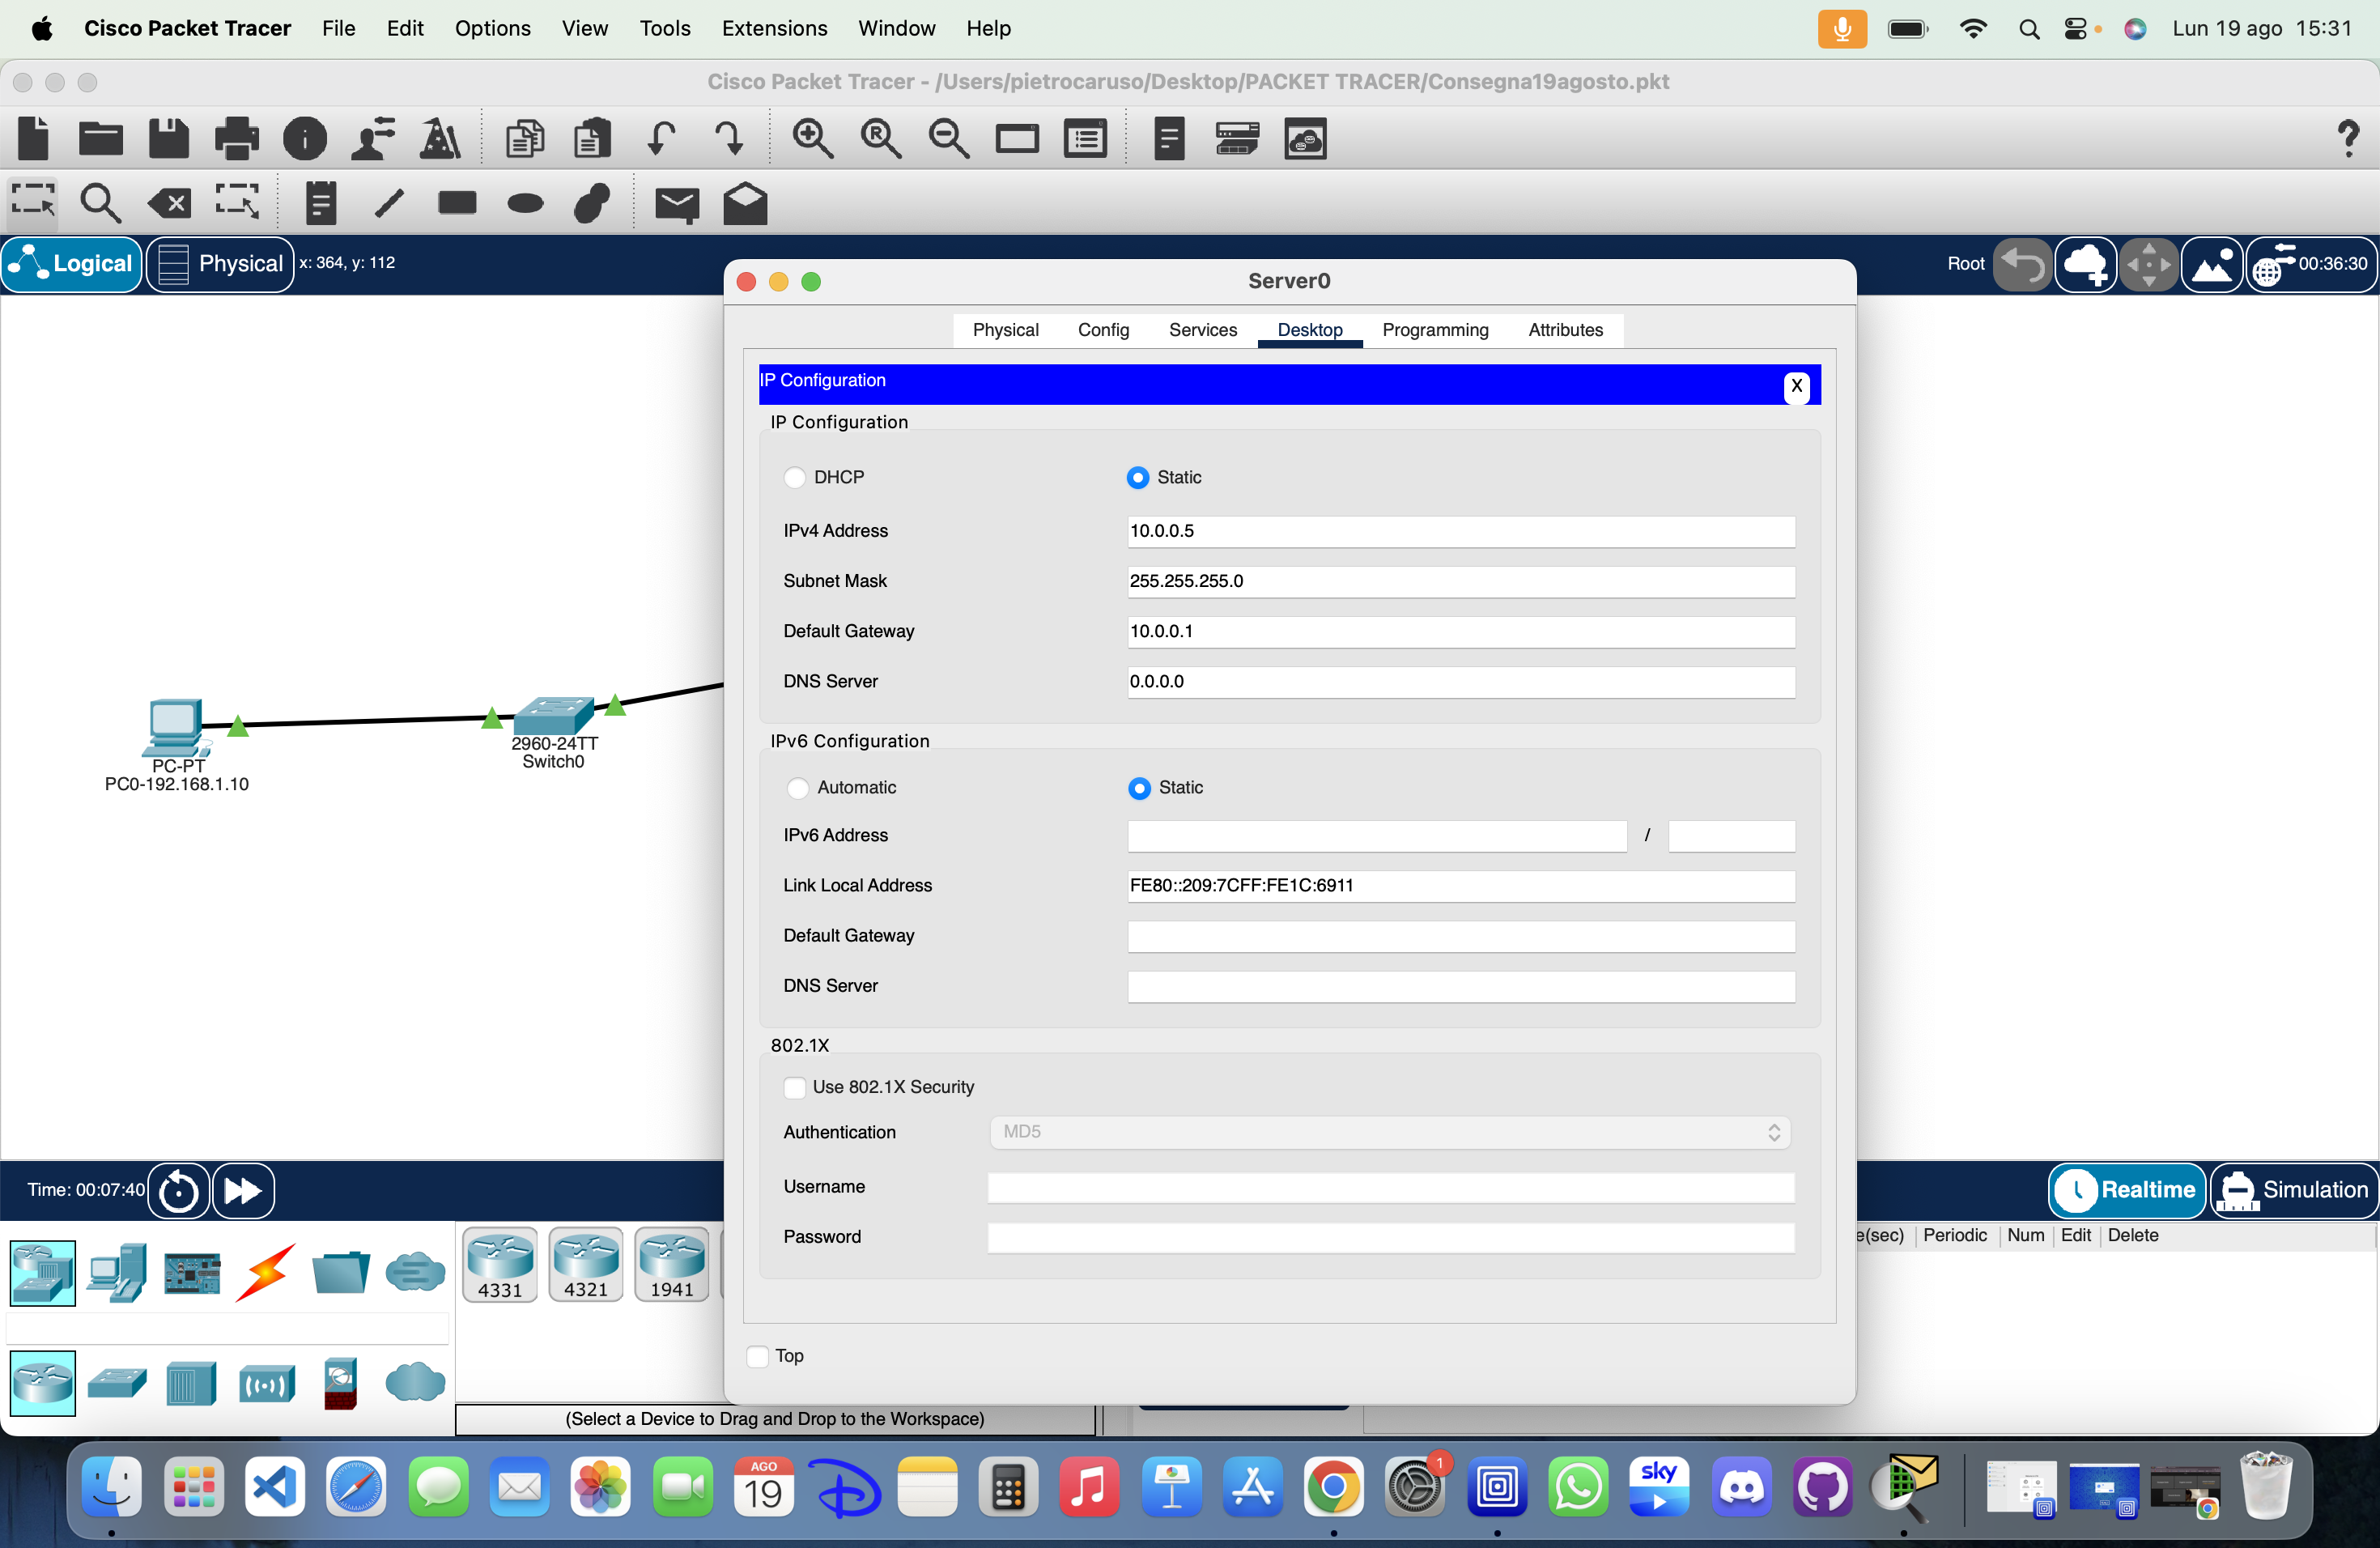 Cisco Packet Tracer File Edit Options View Tools Extensions Window Help Lun 19 ago 15:31
Cisco Packet Tracer - /Users/pietrocaruso/Desktop/PACKET TRACER/Consegna19agosto.pkt
Logical Physical x: 364, y: 112 Root 00:36:30
Server0
Physical Config Services Desktop Programming Attributes
IP Configuration X
IP Configuration
DHCP Static
IPv4 Address 10.0.0.5
Subnet Mask 255.255.255.0
Default Gateway 10.0.0.1
DNS Server 0.0.0.0
PC-PT
PC0-192.168.1.10
2960-24TT
Switch0
IPv6 Configuration
Automatic Static
IPv6 Address /
Link Local Address FE80::209:7CFF:FE1C:6911
Default Gateway
DNS Server
802.1X
Use 802.1X Security
Authentication MD5
Username
Password
Top
Time: 00:07:40 Realtime Simulation
e(sec) Periodic Num Edit Delete
4331 4321 1941
(Select a Device to Drag and Drop to the Workspace)
AGO
19
1
sky